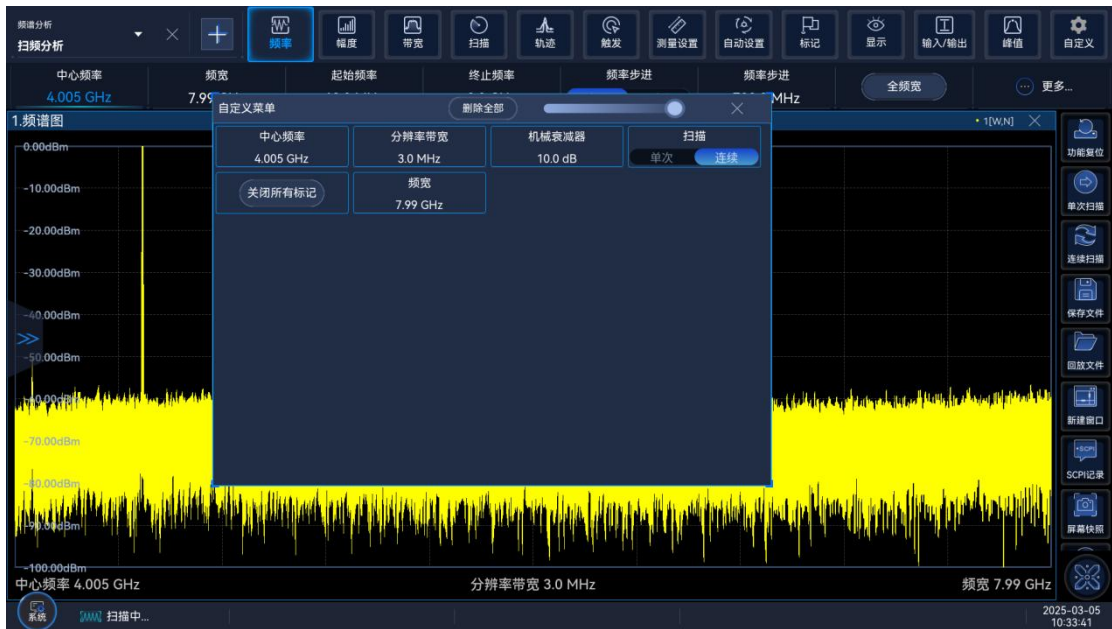 频谱分析
扫频分析
频率
幅度
带宽
扫描
轨迹
触发
测量设置
自动设置
标记
显示
输入/输出
峰值
自定义
中心频率
4.005 GHz
频宽
7.99
起始频率
终止频率
频率步进
频率步进
MHz
全频宽
更多...
自定义菜单
删除全部
中心频率
4.005 GHz
分辨率带宽
3.0 MHz
机械衰减器
10.0 dB
扫描
单次
连续
关闭所有标记
频宽
7.99 GHz
1.频谱图
1[W,N]
0.00dBm
-10.00dBm
-20.00dBm
-30.00dBm
-40.00dBm
-50.00dBm
-60.00dBm
-70.00dBm
-80.00dBm
-90.00dBm
-100.00dBm
中心频率 4.005 GHz
分辨率带宽 3.0 MHz
频宽 7.99 GHz
功能复位
单次扫描
连续扫描
保存文件
回放文件
新建窗口
SCPI
SCPI记录
屏幕快照
系统
扫描中...
2025-03-05
10:33:41